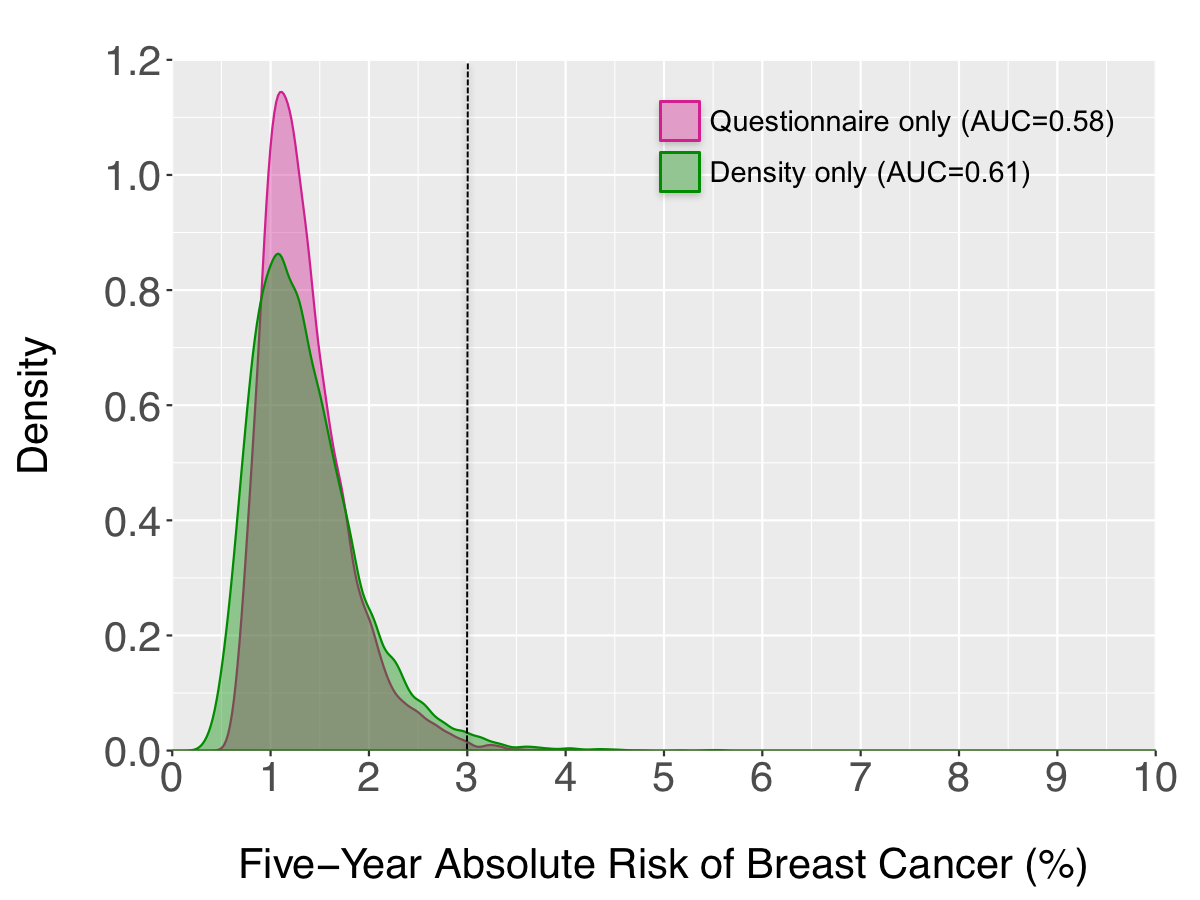 1.2
1.0
0.8
0.6
0.4
0.2
0.0
Density
Questionnaire only (AUC=0.58)
Density only (AUC=0.61)
0 1 2 3 4 5 6 7 8 9 10
Five−Year Absolute Risk of Breast Cancer (%)